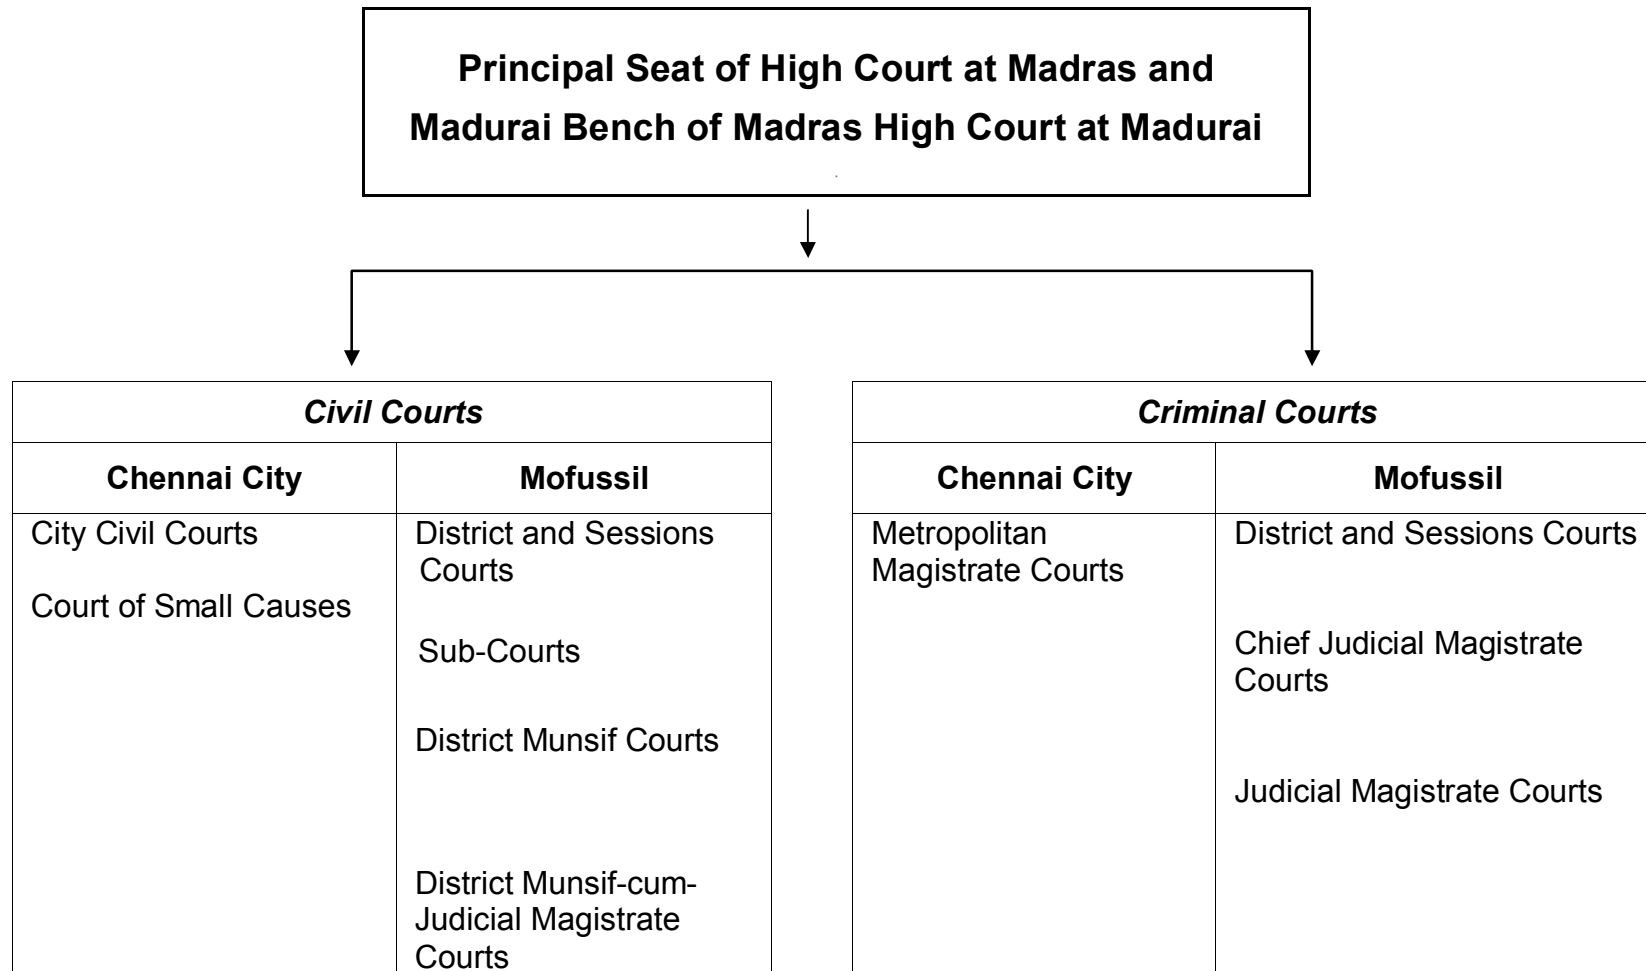 Principal Seat of High Court at Madras and
Madurai Bench of Madras High Court at Madurai
.
Civil Courts
Chennai City
Mofussil
City Civil Courts
Court of Small Causes
District and Sessions
Courts
Sub-Courts
District Munsif Courts
District Munsif-cum-
Judicial Magistrate
Courts
Criminal Courts
Chennai City
Mofussil
Metropolitan
Magistrate Courts
District and Sessions Courts
Chief Judicial Magistrate
Courts
Judicial Magistrate Courts